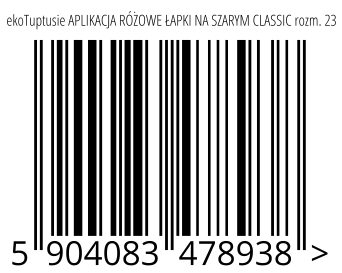 ekoTuptusie APLIKACJA RÓŻOWE ŁAPKI NA SZARYM CLASSIC rozm. 23
5 904083 478938 >